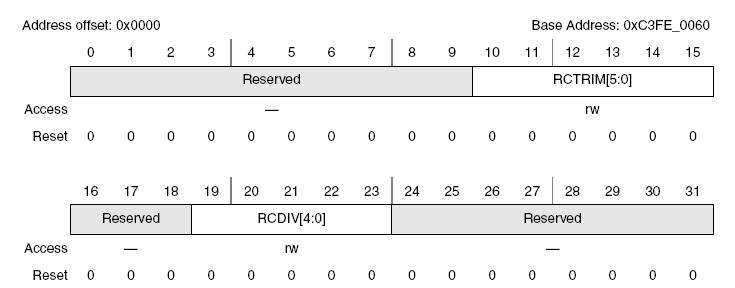 Address offset: 0x0000 Base Address: 0xC3FE_0060
0 1 2 3 4 5 6 7 8 9 10 11 12 13 14 15
Reserved RCTRIM[5:0]
Access — rw
Reset 0 0 0 0 0 0 0 0 0 0 0 0 0 0 0 0
16 17 18 19 20 21 22 23 24 25 26 27 28 29 30 31
Reserved RCDIV[4:0] Reserved
Access — rw —
Reset 0 0 0 0 0 0 0 0 0 0 0 0 0 0 0 0